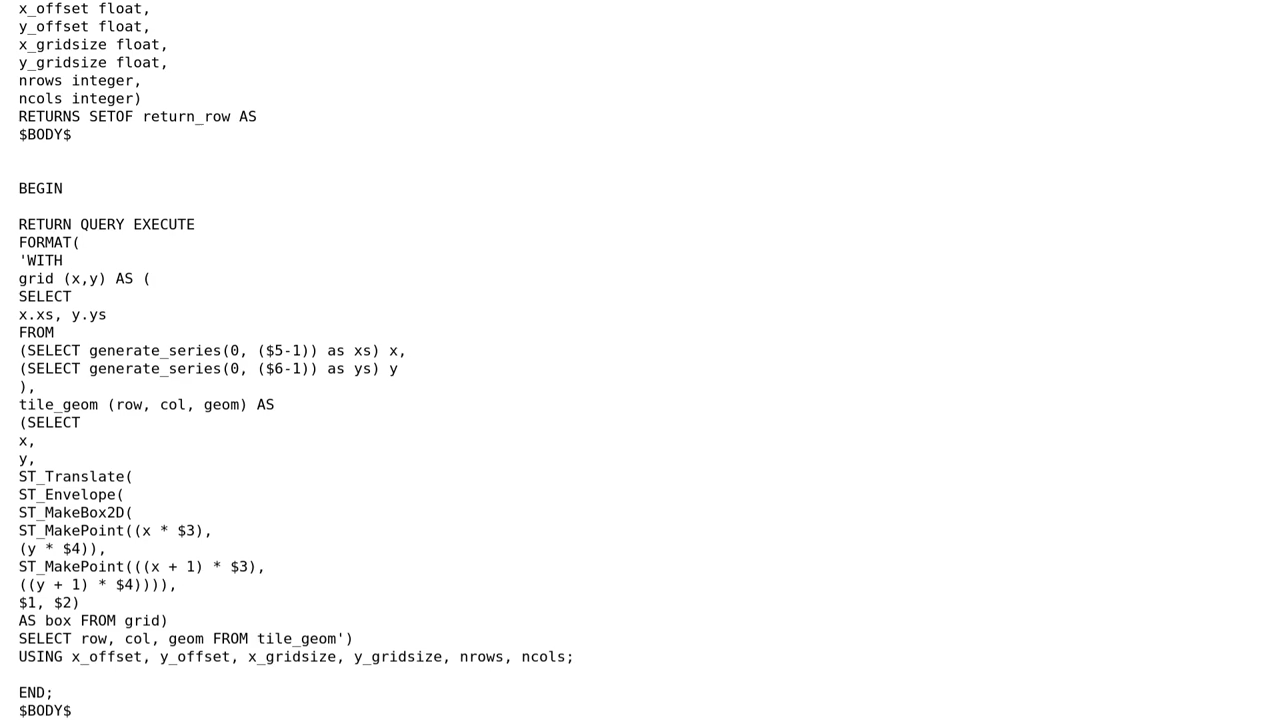 x_offset float,
y_offset float,
x_gridsize float,
y_gridsize float,
nrows integer,
ncols integer)
RETURNS SETOF return_row AS
$BODY$
BEGIN
RETURN QUERY EXECUTE
FORMAT(
'WITH
grid (x,y) AS (
SELECT
x.xs, y.ys
FROM
(SELECT generate_series(0, ($5-1)) as xs) x,
(SELECT generate_series(0, ($6-1)) as ys) y
),
tile_geom (row, col, geom) AS
(SELECT
x,
y,
ST_Translate(
ST_Envelope(
ST_MakeBox2D(
ST_MakePoint((x * $3),
(y * $4)),
ST_MakePoint(((x + 1) * $3),
((y + 1) * $4)))),
$1, $2)
AS box FROM grid)
SELECT row, col, geom FROM tile_geom')
USING x_offset, y_offset, x_gridsize, y_gridsize, nrows, ncols;
END;
$BODY$